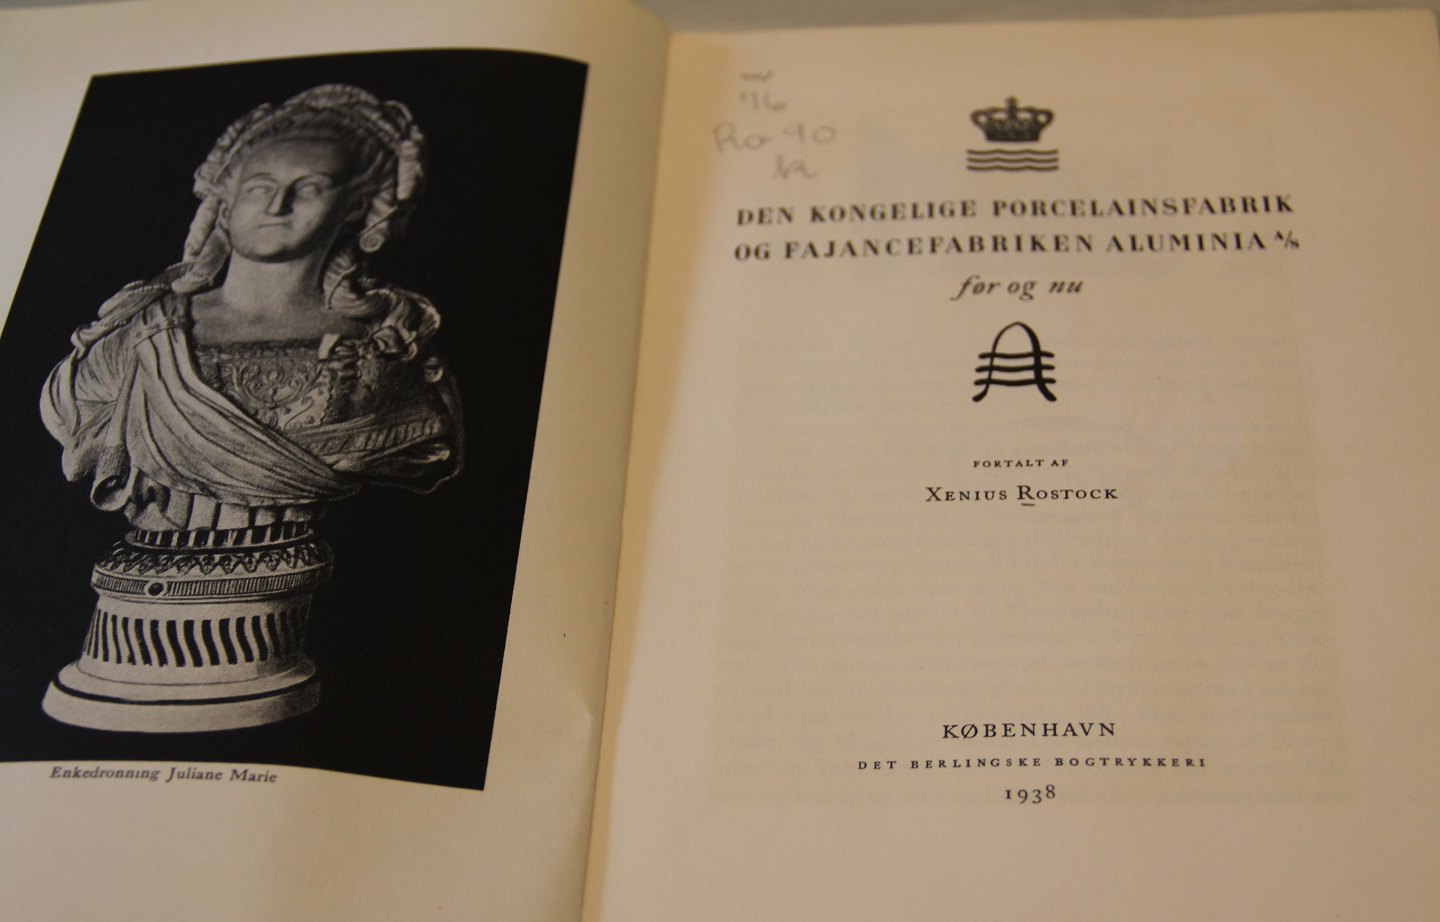 Enkedronning Juliane Marie
76
Ro 90
DEN KONGELIGE PORCELAINSFABRIK
OG FAJANCEFABRIKEN ALUMINIA A/S
før og nu
FORTALT AF
XENIUS ROSTOCK
KØBENHAVN
DET BERLINGSKE BOGTRYKKERI
1938